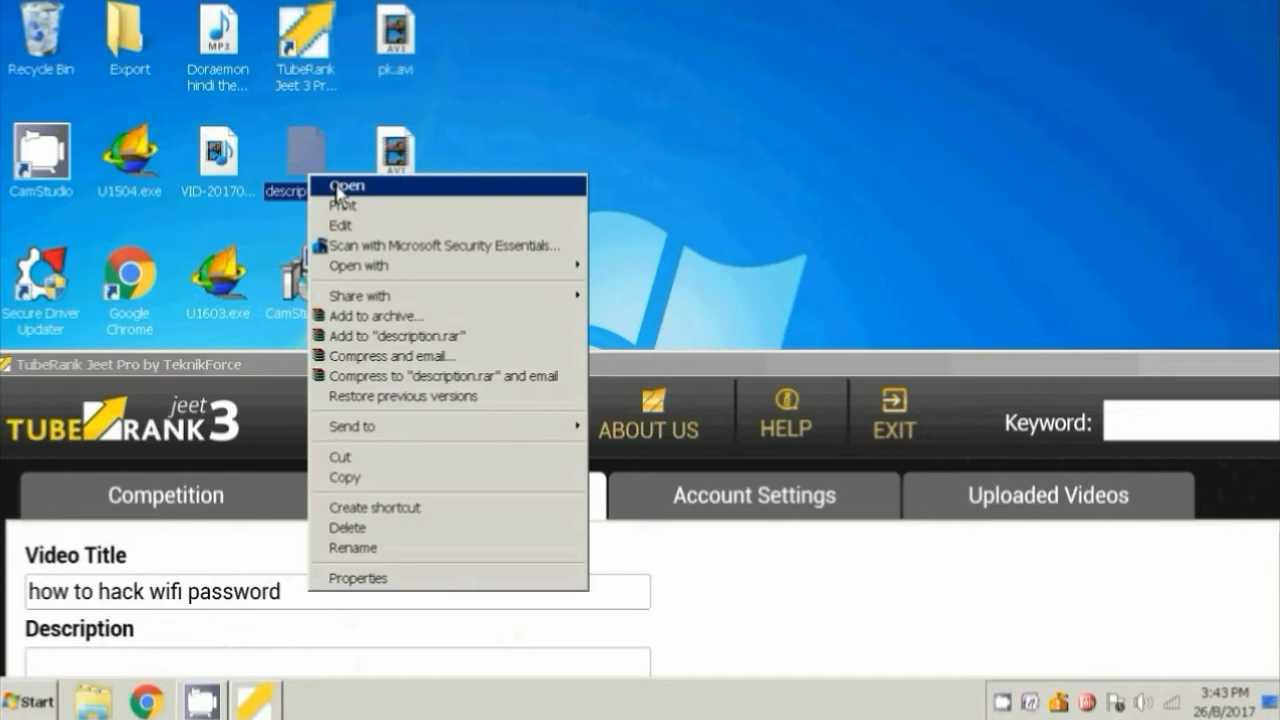 Recycle Bin
Export
Doraemon
hindi the...
TubeRank
Jeet 3 Pr...
pk.avi
MP3
AVI
CamStudio
U1504.exe
VID-20170...
descrip
AVI
Secure Driver
Updater
Google
Chrome
U1603.exe
CamStu
Open
Print
Edit
Scan with Microsoft Security Essentials...
Open with
Share with
Add to archive...
Add to "description.rar"
Compress and email...
Compress to "description.rar" and email
Restore previous versions
Send to
Cut
Copy
Create shortcut
Delete
Rename
Properties
TubeRank Jeet Pro by TeknikForce
TUBE RANK jeet 3
ABOUT US
HELP
EXIT
Keyword:
Competition
Account Settings
Uploaded Videos
Video Title
how to hack wifi password
Description
Start
3:43 PM
26/8/2017